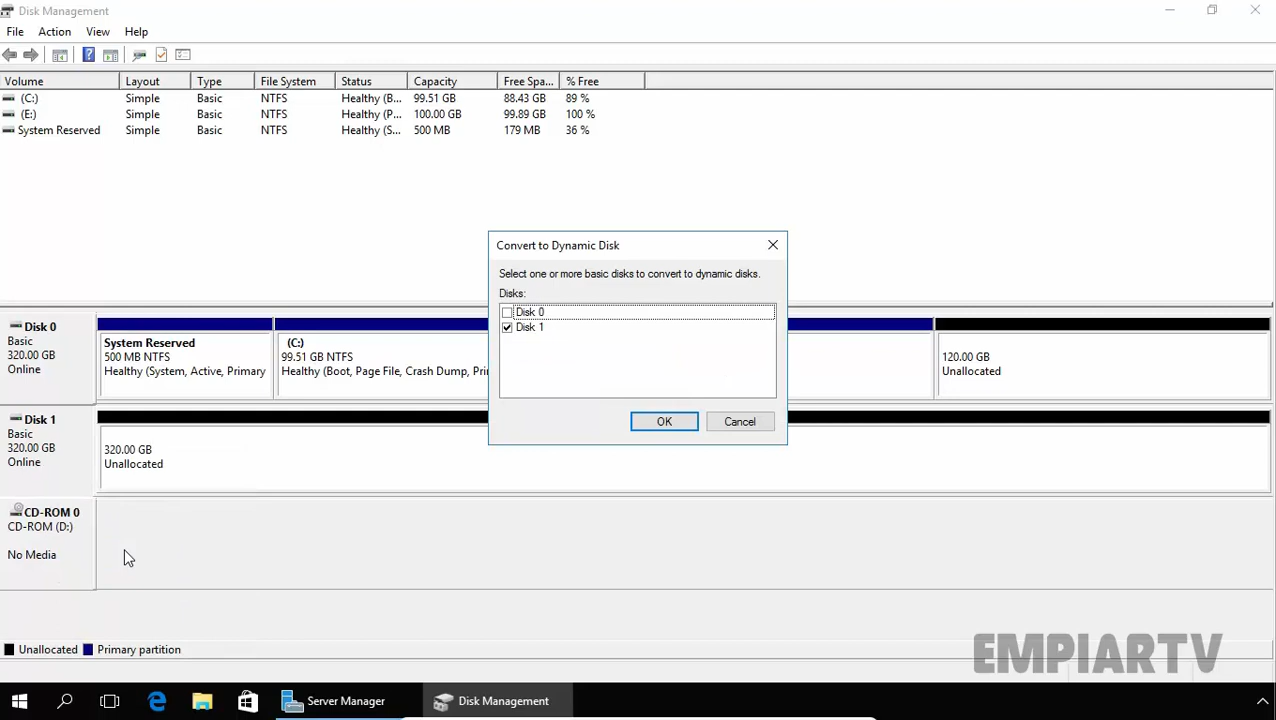 Disk Management
File Action View Help
Volume Layout Type File System Status Capacity Free Spa... % Free
(C:) Simple Basic NTFS Healthy (B... 99.51 GB 88.43 GB 89 %
(E:) Simple Basic NTFS Healthy (P... 100.00 GB 99.89 GB 100 %
System Reserved Simple Basic NTFS Healthy (S... 500 MB 179 MB 36 %
Convert to Dynamic Disk
Select one or more basic disks to convert to dynamic disks.
Disks:
Disk 0
Disk 1
OK Cancel
Disk 0
Basic
320.00 GB
Online
System Reserved
500 MB NTFS
Healthy (System, Active, Primary
(C:)
99.51 GB NTFS
Healthy (Boot, Page File, Crash Dump, Pri
120.00 GB
Unallocated
Disk 1
Basic
320.00 GB
Online
320.00 GB
Unallocated
CD-ROM 0
CD-ROM (D:)
No Media
Unallocated Primary partition
EMPIARTV
Server Manager Disk Management